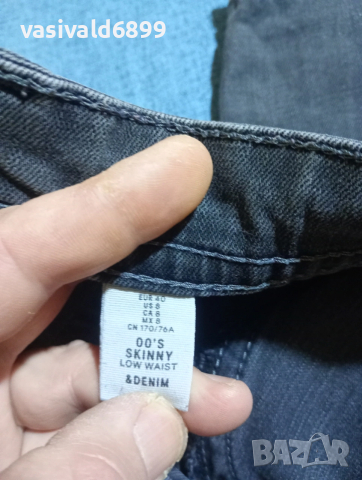 vasivald6899
EUR 40
US 8
CA 8
MX 8
CN 170/76A
00'S
SKINNY
LOW WAIST
&DENIM
BAZAR